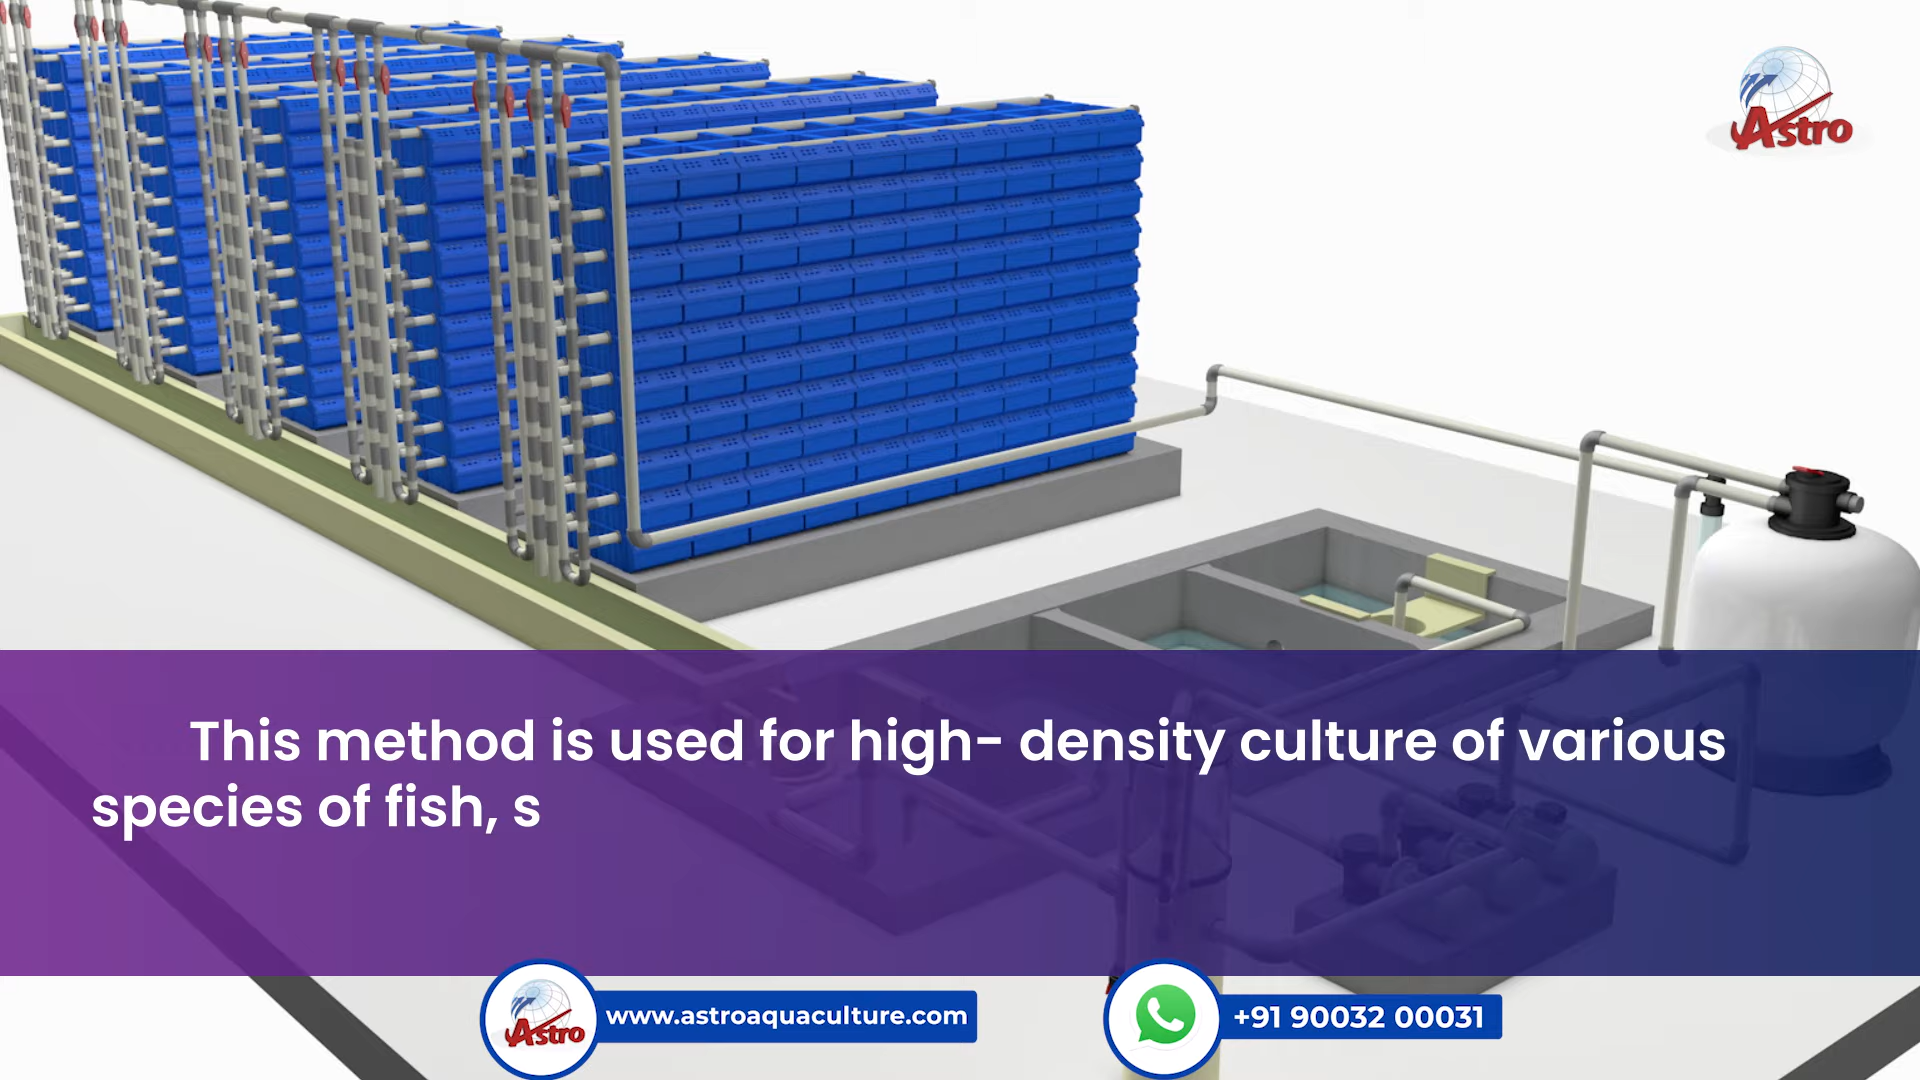 Astro
This method is used for high- density culture of various
species of fish, s
Astro
www.astroaquaculture.com
+91 90032 00031